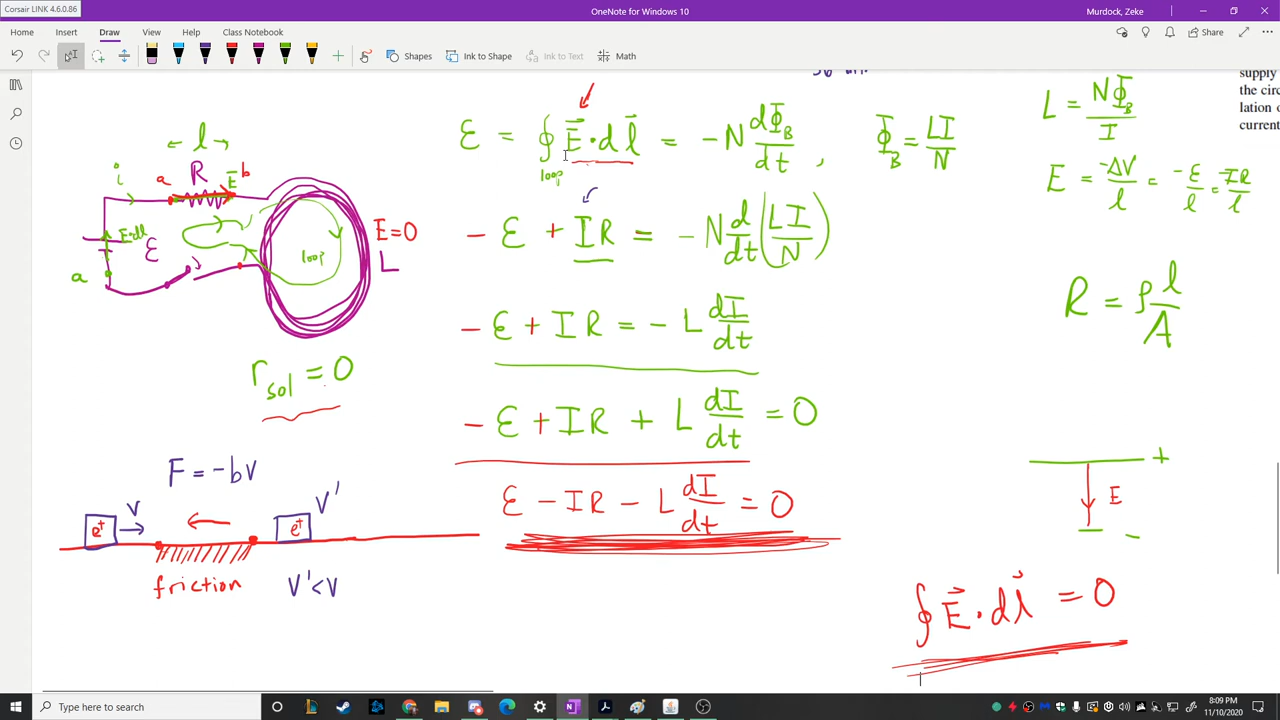 Corsair LINK 4.6.0.86
OneNote for Windows 10
Murdock, Zeke
Home Insert Draw View Help Class Notebook
Shapes Ink to Shape Ink to Text Math Share
supply
the circ
lation o
current
L = NΦ_B / I
ℰ = ∮_loop E⃗ · dl⃗ = -N dΦ_B/dt , Φ_B = LI/N
E = -ΔV/l = -ℰ/l = IR/l
← l →
i a R E⃗ b
E·dl ℰ loop E=0
a L
- ℰ + IR = -N d/dt (LI/N)
R = ρ l/A
- ℰ + IR = - L dI/dt
r_sol = 0
- ℰ + IR + L dI/dt = 0
F = -bv
+
E
-
ℰ - IR - L dI/dt = 0
e⁺ v e⁺ v'
friction v' < v
∮ E⃗ · dl⃗ = 0
Type here to search
8:09 PM
11/10/2020